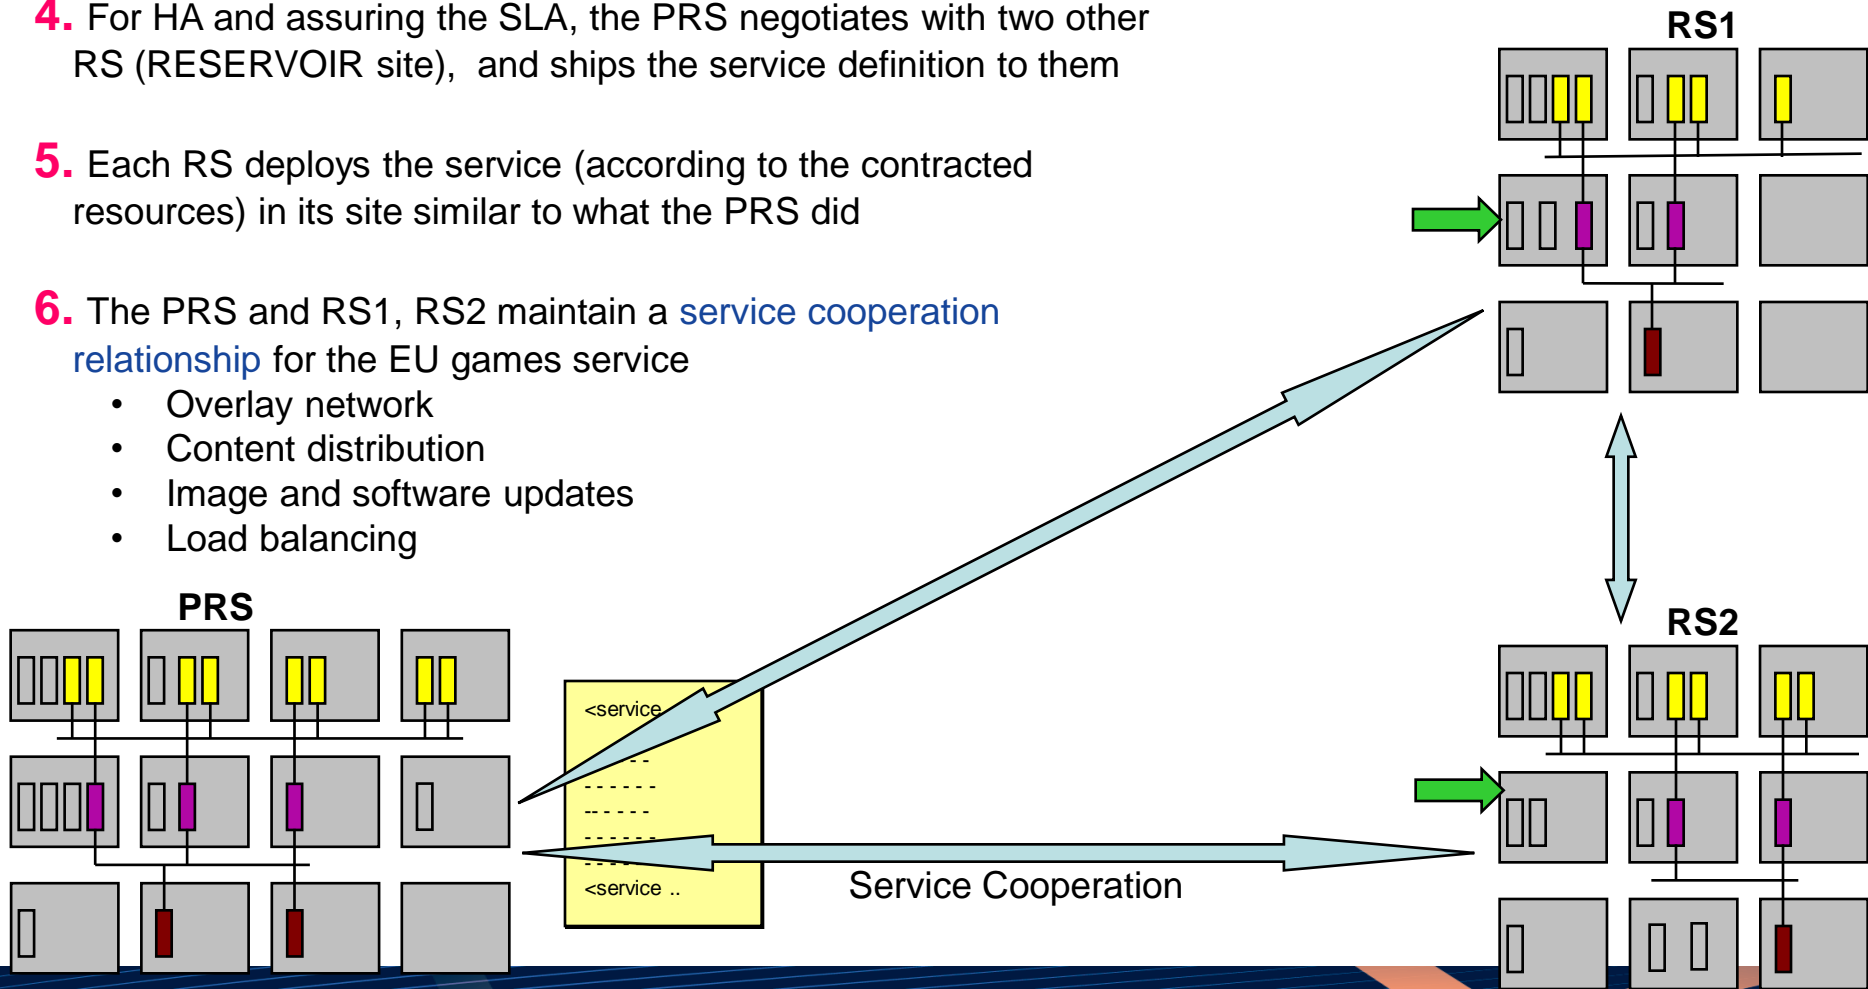 4. For HA and assuring the SLA, the PRS negotiates with two other
RS (RESERVOIR site), and ships the service definition to them
5. Each RS deploys the service (according to the contracted
resources) in its site similar to what the PRS did
6. The PRS and RS1, RS2 maintain a service cooperation
relationship for the EU games service
• Overlay network
• Content distribution
• Image and software updates
• Load balancing
RS1
PRS
RS2
<service
- -
- - - - - -
-- - - - -
- - - - - -
- - - - - -
<service ..
Service Cooperation